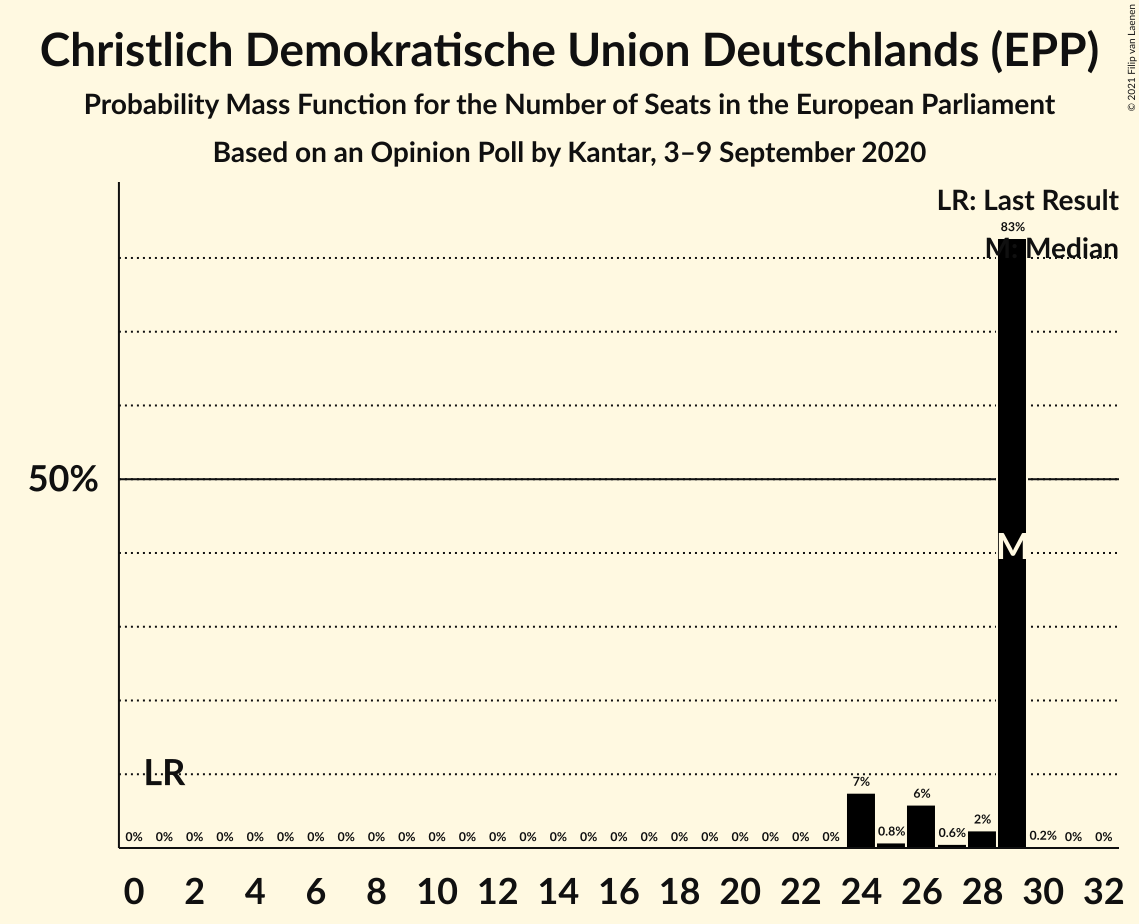 Christlich Demokratische Union Deutschlands (EPP)
Probability Mass Function for the Number of Seats in the European Parliament
Based on an Opinion Poll by Kantar, 3–9 September 2020
© 2021 Filip van Laenen
LR: Last Result
M: Median
83%
50%
M
LR
0% 0% 0% 0% 0% 0% 0% 0% 0% 0% 0% 0% 0% 0% 0% 0% 0% 0% 0% 0% 0% 0% 0% 0% 7% 0.8% 6% 0.6% 2% 0.2% 0% 0%
0 2 4 6 8 10 12 14 16 18 20 22 24 26 28 30 32